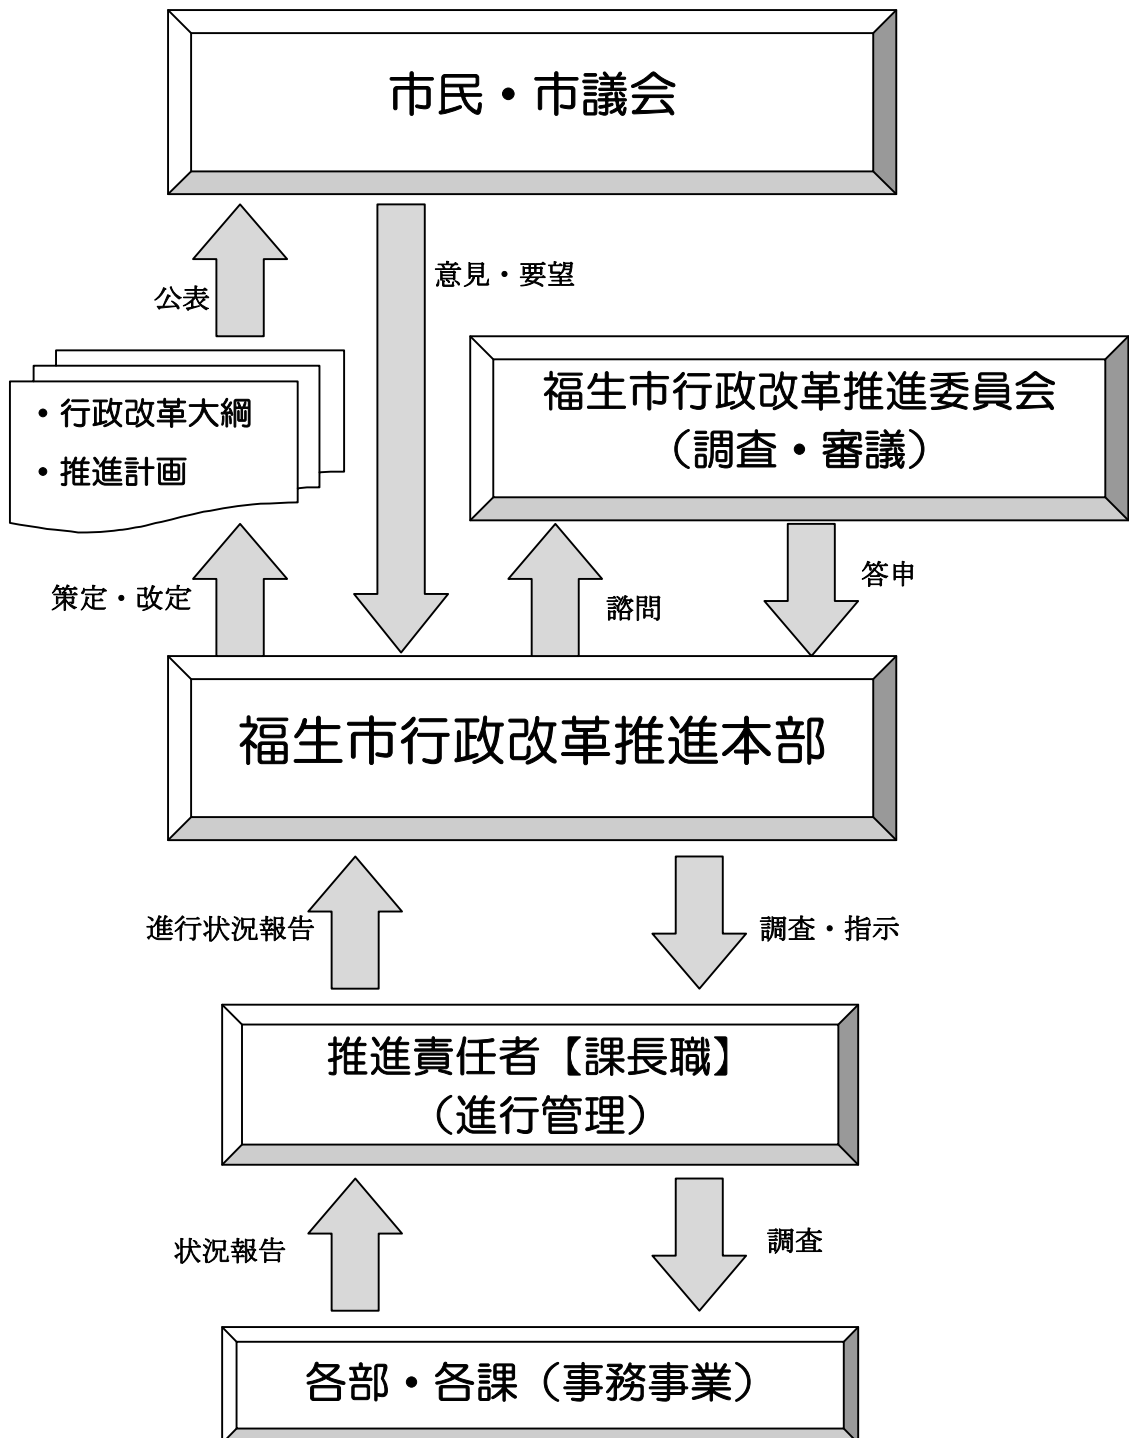 市民・市議会
公表
意見・要望
・行政改革大綱
・推進計画
福生市行政改革推進委員会
（調査・審議）
策定・改定
諮問
答申
福生市行政改革推進本部
進行状況報告
調査・指示
推進責任者【課長職】
（進行管理）
状況報告
調査
各部・各課（事務事業）